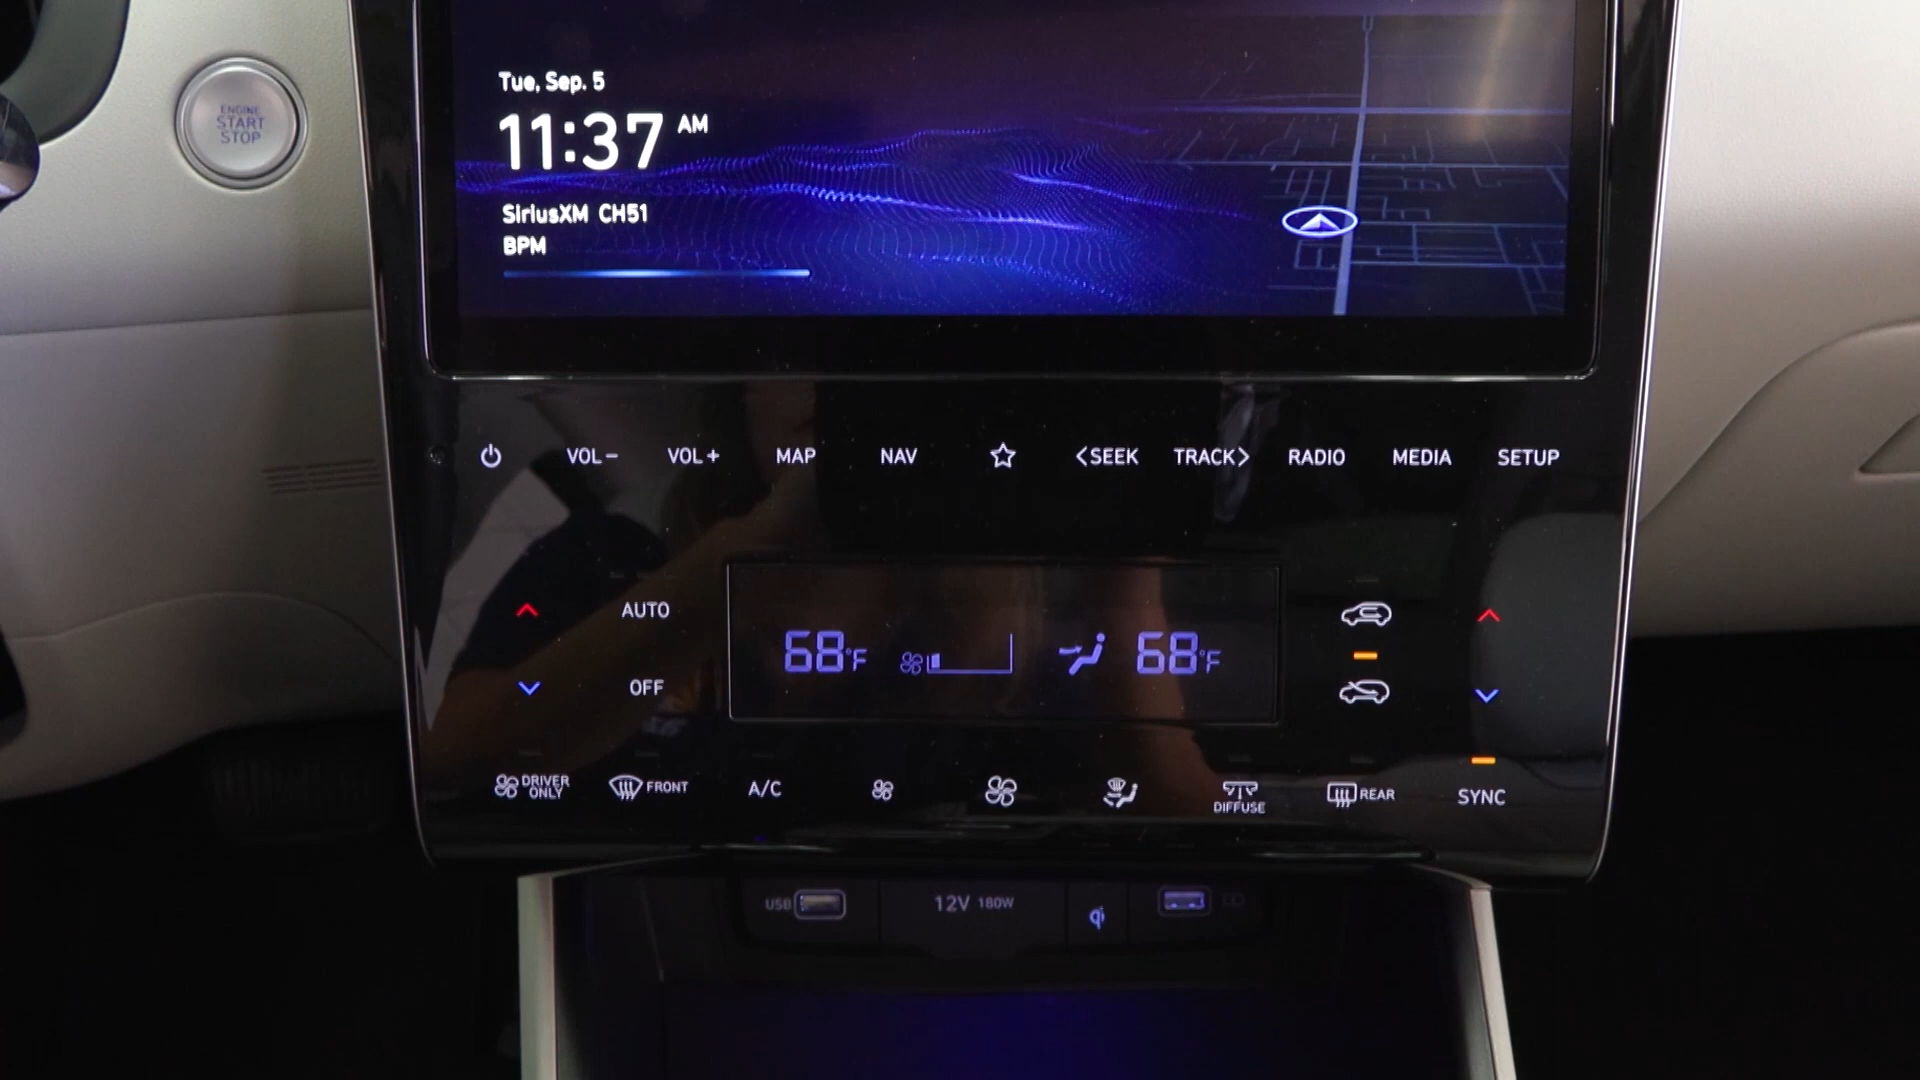 ENGINE
START
STOP
Tue, Sep. 5
11:37 AM
SiriusXM CH51
BPM
VOL− VOL+ MAP NAV <SEEK TRACK> RADIO MEDIA SETUP
AUTO
68°F 68°F
OFF
DRIVER ONLY FRONT A/C DIFFUSE REAR SYNC
USB 12V 180W qi